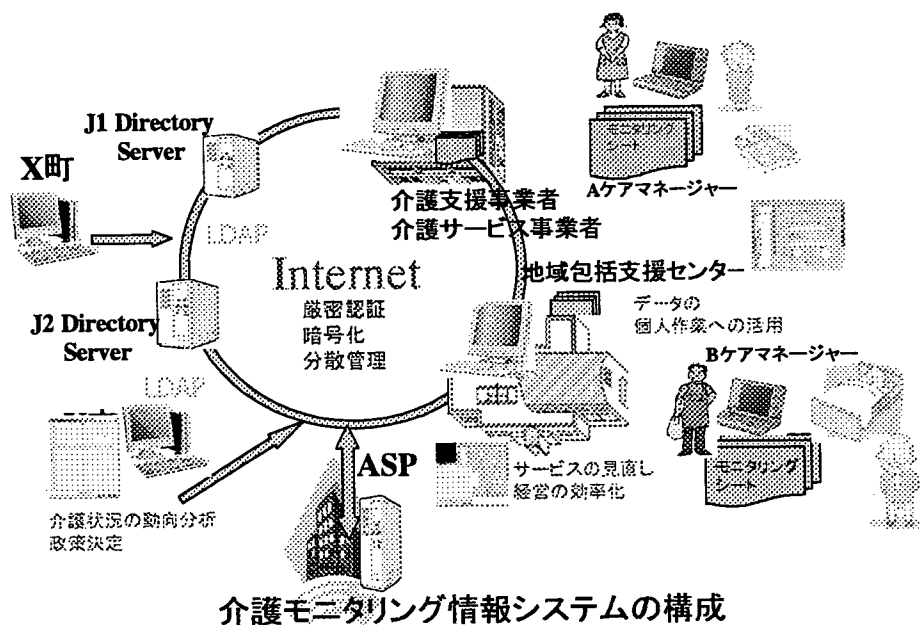 J1 Directory
Server
X町
LDAP
介護支援事業者
介護サービス事業者
モニタリング
シート
Aケアマネージャー
Internet
厳密認証
暗号化
分散管理
地域包括支援センター
データの
個人作業への活用
J2 Directory
Server
LDAP
Bケアマネージャー
モニタリング
シート
ASP
サービスの見直し
経営の効率化
介護状況の動向分析
政策決定
介護モニタリング情報システムの構成